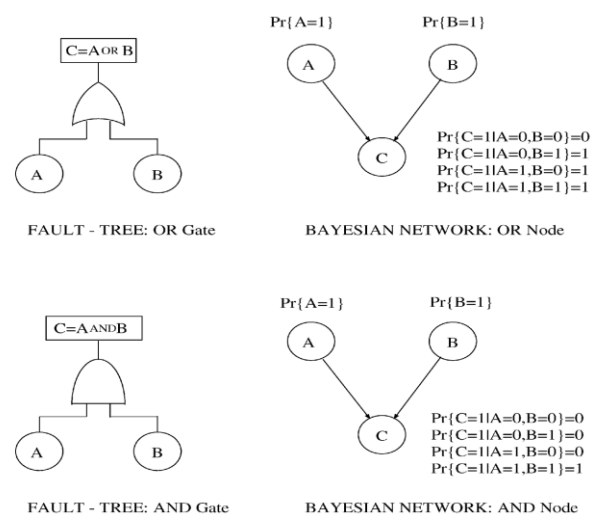 Pr{A=1} Pr{B=1}
C=A OR B
A B
A B
C
Pr{C=1|A=0,B=0}=0
Pr{C=1|A=0,B=1}=1
Pr{C=1|A=1,B=0}=1
Pr{C=1|A=1,B=1}=1
FAULT - TREE: OR Gate BAYESIAN NETWORK: OR Node
Pr{A=1} Pr{B=1}
C=A AND B
A B
A B
C
Pr{C=1|A=0,B=0}=0
Pr{C=1|A=0,B=1}=0
Pr{C=1|A=1,B=0}=0
Pr{C=1|A=1,B=1}=1
FAULT - TREE: AND Gate BAYESIAN NETWORK: AND Node